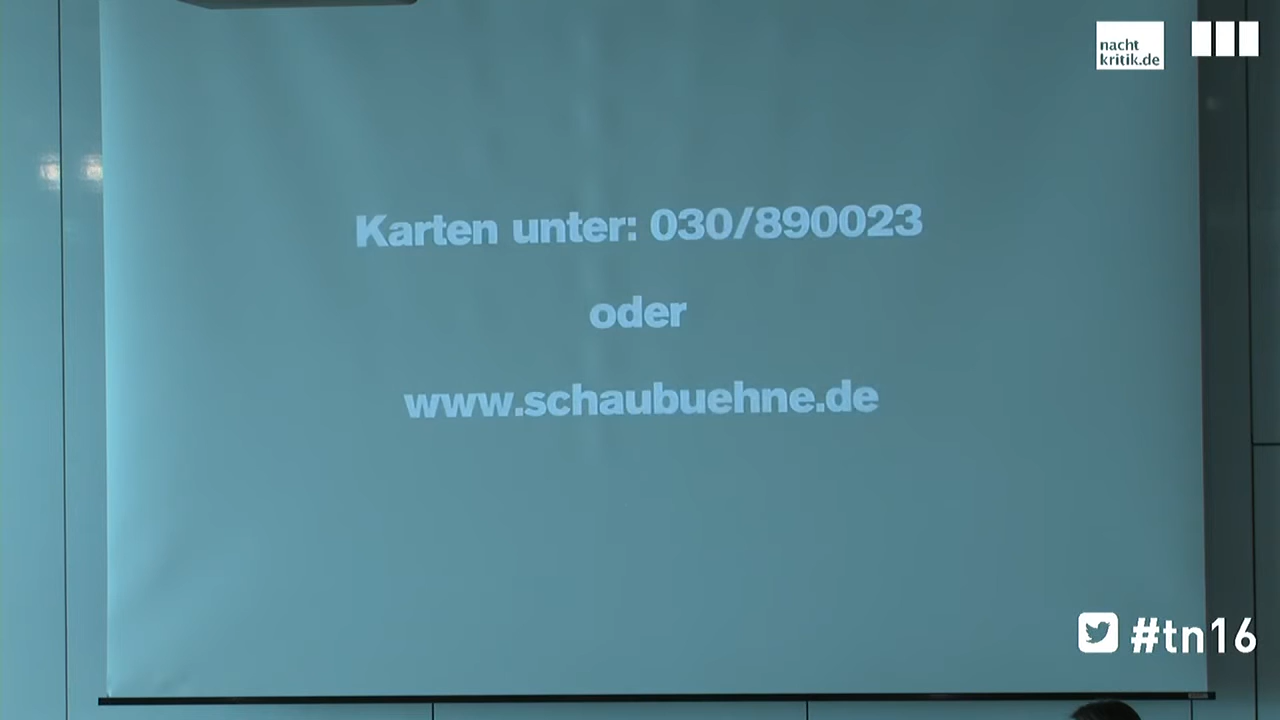 nacht
kritik.de
Karten unter: 030/890023
oder
www.schaubuehne.de
#tn16